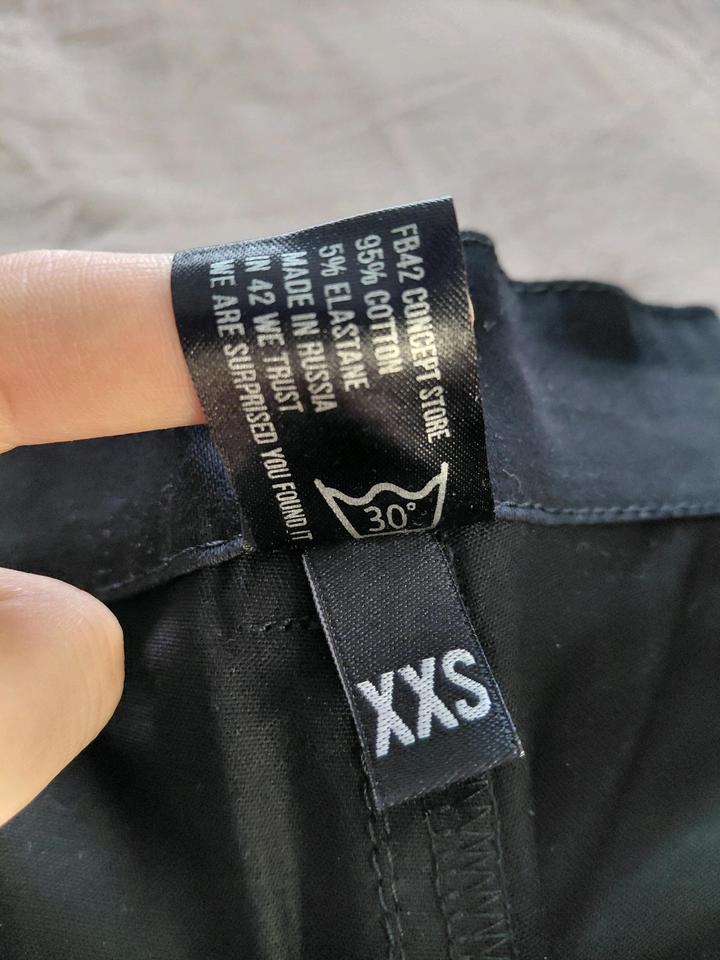 FB42 CONCEPT STORE
95% COTTON
5% ELASTANE
MADE IN RUSSIA
IN 42 WE TRUST
WE ARE SURPRISED YOU FOUND IT
30°
XXS